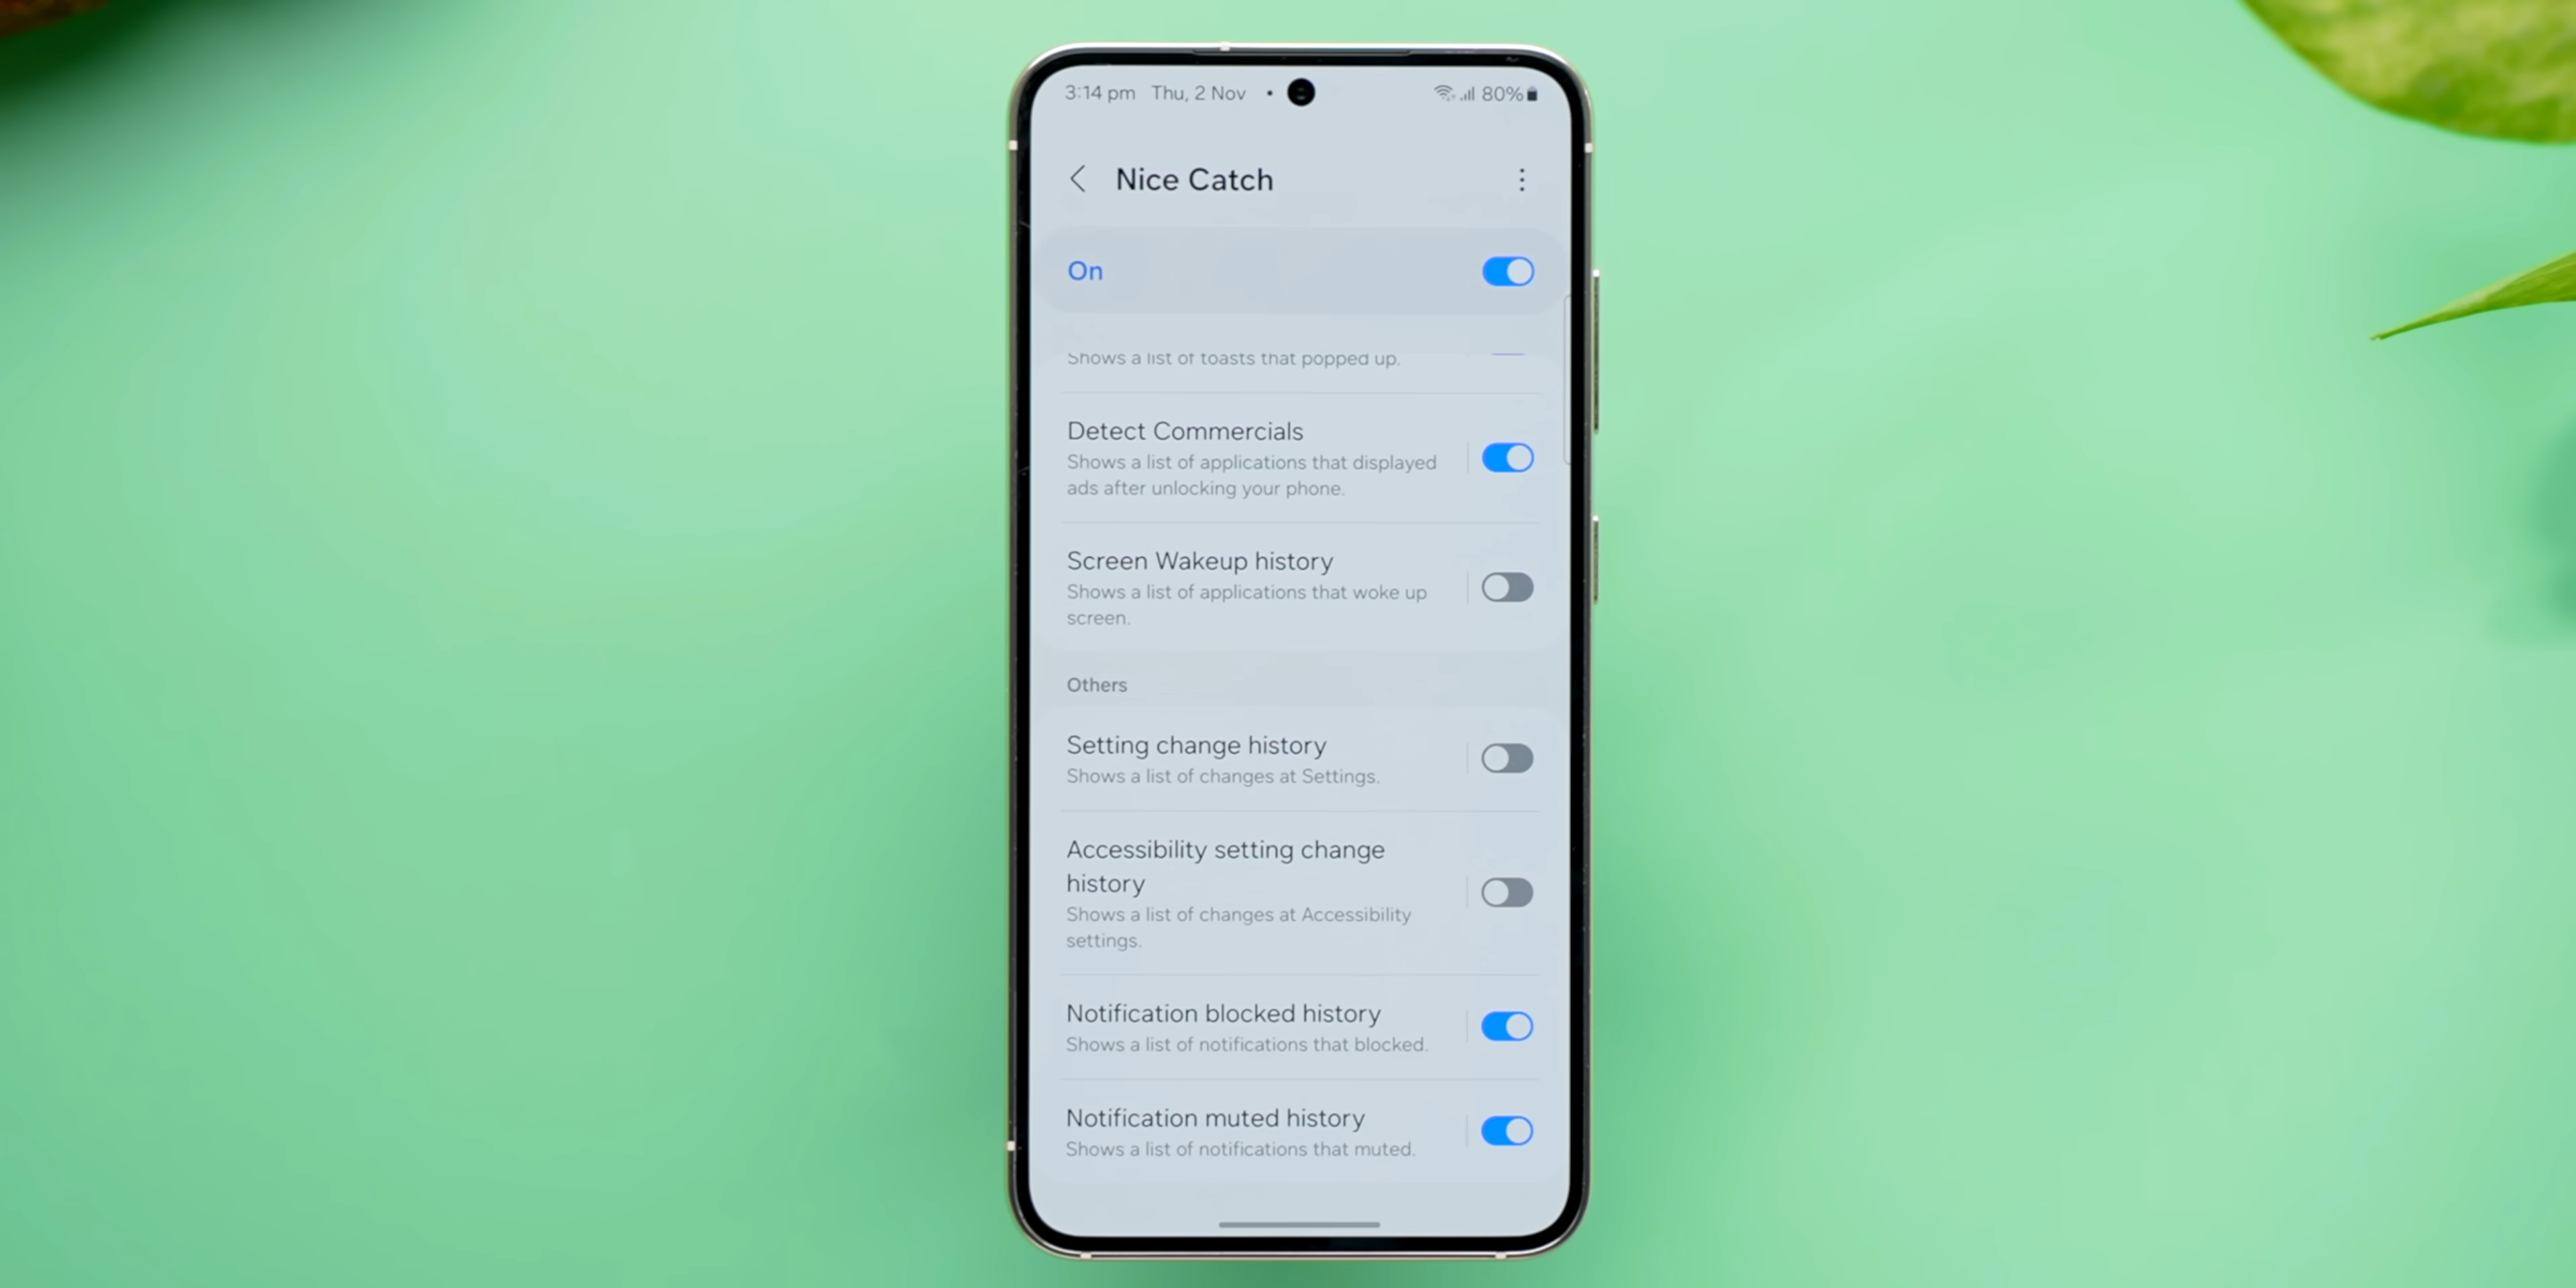 3:14 pm Thu, 2 Nov • 80%
Nice Catch
On
Shows a list of toasts that popped up.
Detect Commercials
Shows a list of applications that displayed
ads after unlocking your phone.
Screen Wakeup history
Shows a list of applications that woke up
screen.
Others
Setting change history
Shows a list of changes at Settings.
Accessibility setting change
history
Shows a list of changes at Accessibility
settings.
Notification blocked history
Shows a list of notifications that blocked.
Notification muted history
Shows a list of notifications that muted.